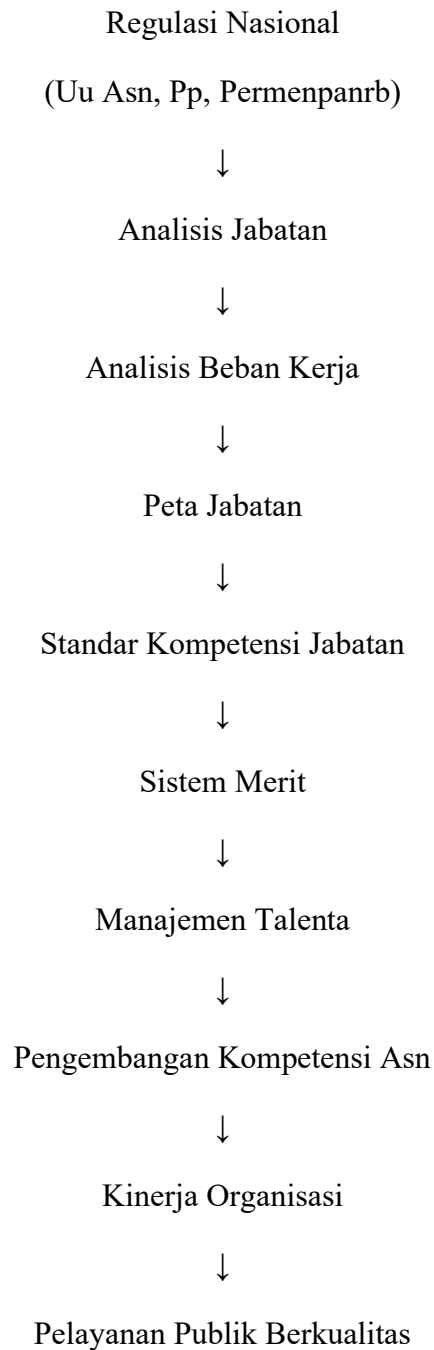 Regulasi Nasional
(Uu Asn, Pp, Permenpanrb)
↓
Analisis Jabatan
↓
Analisis Beban Kerja
↓
Peta Jabatan
↓
Standar Kompetensi Jabatan
↓
Sistem Merit
↓
Manajemen Talenta
↓
Pengembangan Kompetensi Asn
↓
Kinerja Organisasi
↓
Pelayanan Publik Berkualitas